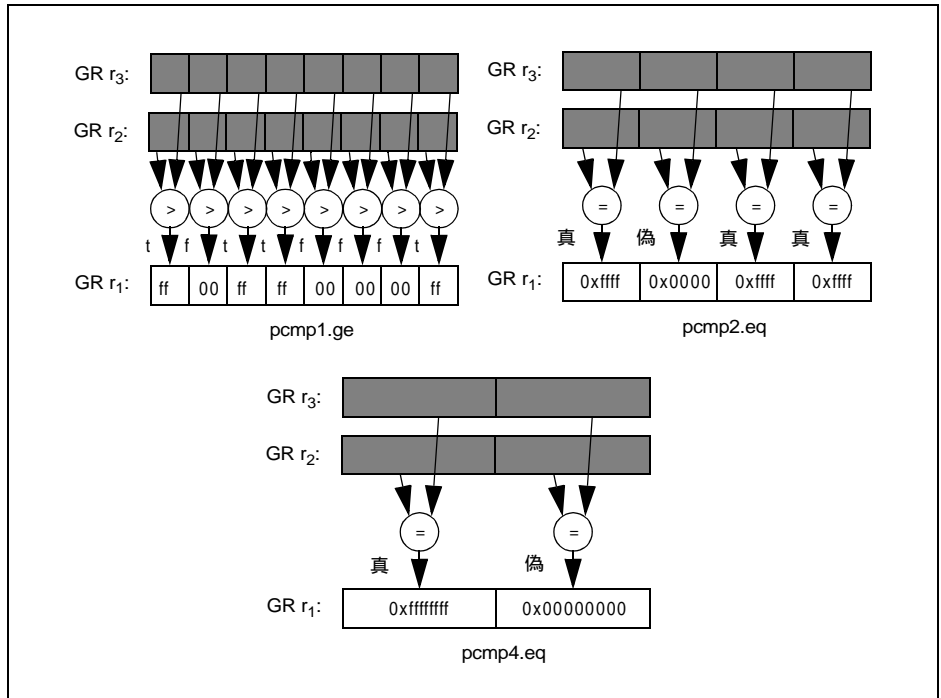 GR r3:
GR r2:
> > > > > > > >
t f t t f f f t
GR r1: ff 00 ff ff 00 00 00 ff
pcmp1.ge
GR r3:
GR r2:
= = = =
真 偽 真 真
GR r1: 0xffff 0x0000 0xffff 0xffff
pcmp2.eq
GR r3:
GR r2:
= =
真 偽
GR r1: 0xffffffff 0x00000000
pcmp4.eq